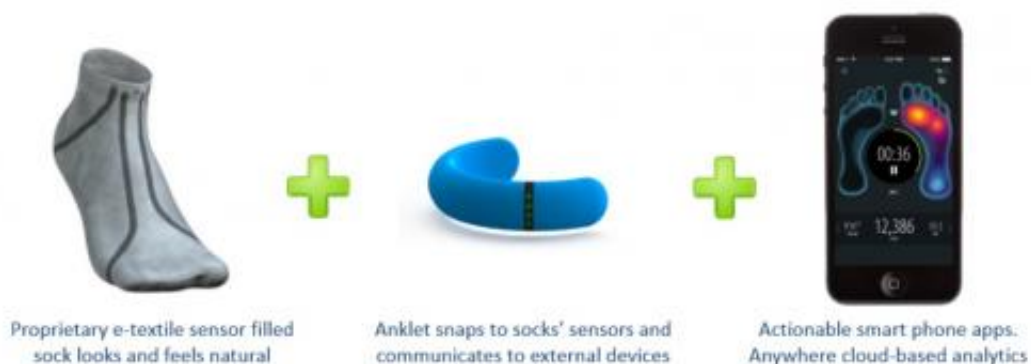 00:36
12,386
Proprietary e-textile sensor filled
sock looks and feels natural
Anklet snaps to socks' sensors and
communicates to external devices
Actionable smart phone apps.
Anywhere cloud-based analytics